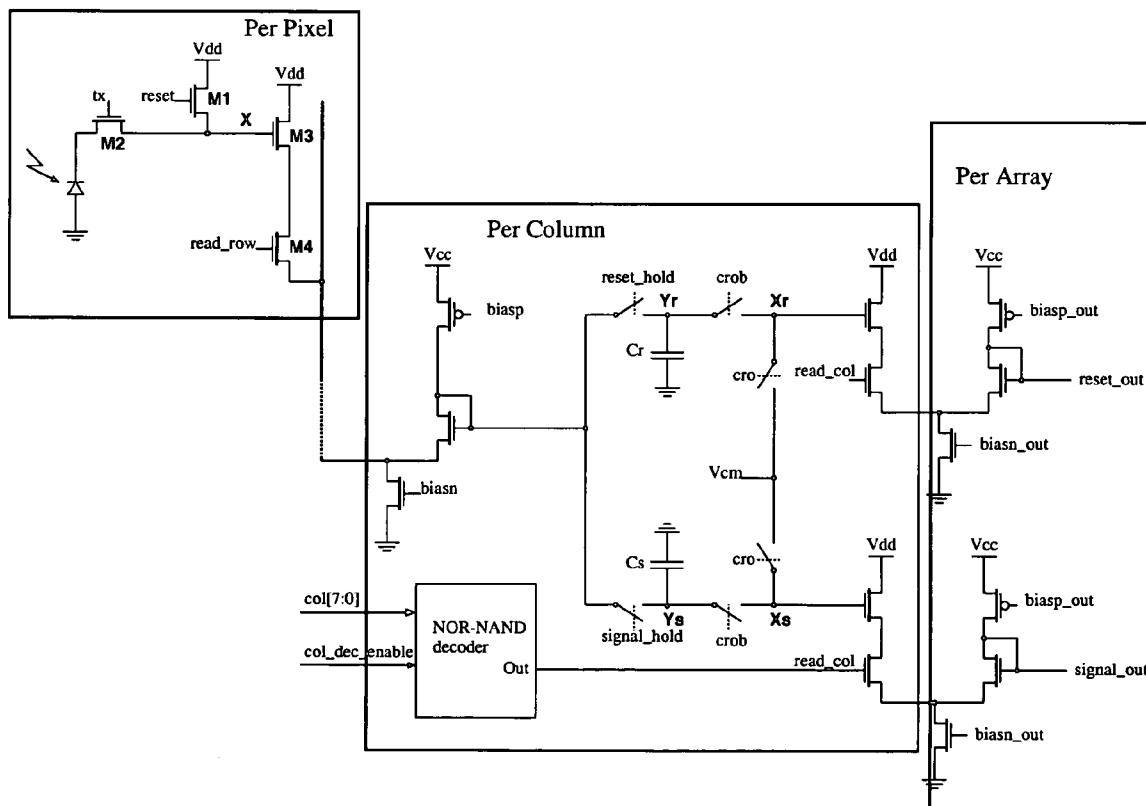 Per Pixel
Vdd
Vdd
reset
M1
tx
X
M3
M2
read_row
M4
Per Array
Per Column
Vcc
biasp
reset_hold
Yr
crob
Xr
Vdd
Vcc
biasp_out
Cr
cro
read_col
reset_out
biasn_out
Vcm
biasn
Cs
cro
Vdd
Vcc
biasp_out
col[7:0]
NOR-NAND
decoder
signal_hold
Ys
crob
Xs
col_dec_enable
Out
read_col
signal_out
biasn_out